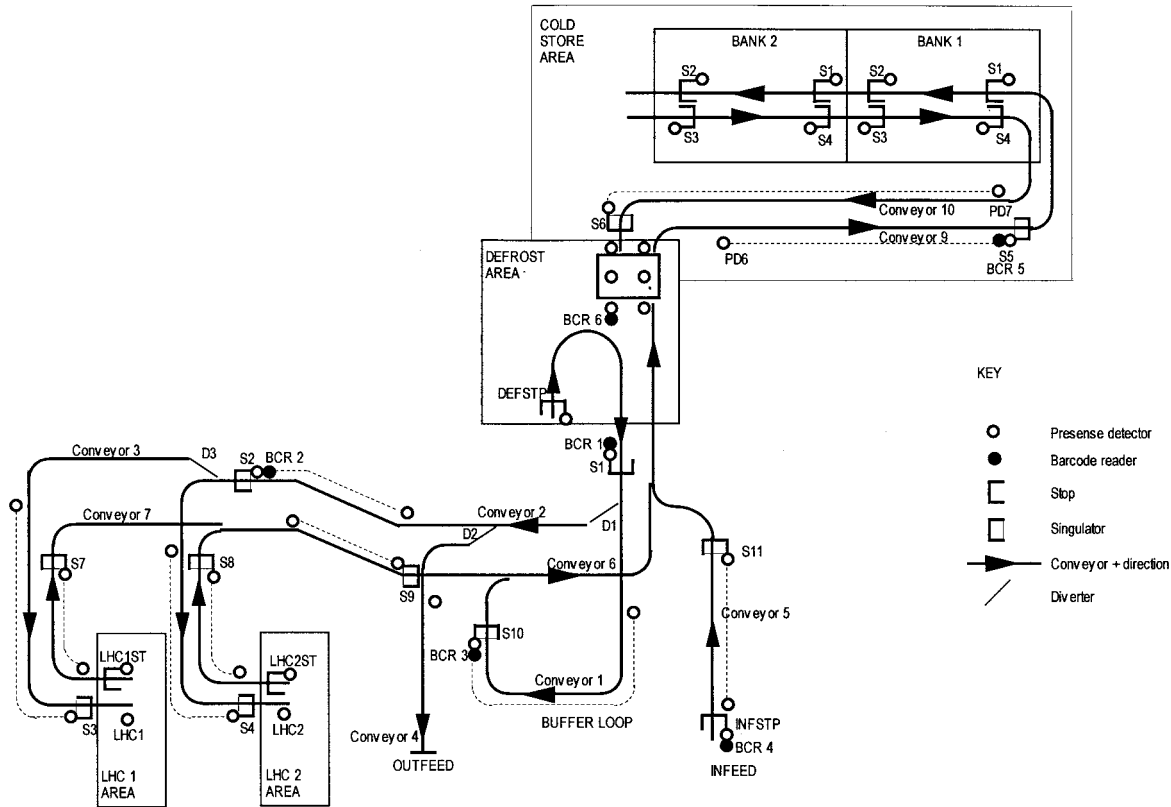 COLD
STORE
AREA
BANK 2
BANK 1
S2
S1
S2
S1
S3
S4
S3
S4
PD7
Conveyor 10
S6
Conveyor 9
PD6
S5
BCR 5
DEFROST
AREA
BCR 6
DEFSTP
KEY
Presense detector
Barcode reader
Stop
Singulator
Conveyor + direction
Diverter
BCR 1
S1
Conveyor 3
D3
S2
BCR 2
Conveyor 7
Conveyor 2
D2
D1
S7
S8
S9
Conveyor 6
S11
Conveyor 5
S10
BCR 3
LHC1ST
LHC2ST
Conveyor 1
BUFFER LOOP
S3
LHC1
S4
LHC2
Conveyor 4
OUTFEED
INFSTP
BCR 4
INFEED
LHC 1
AREA
LHC 2
AREA